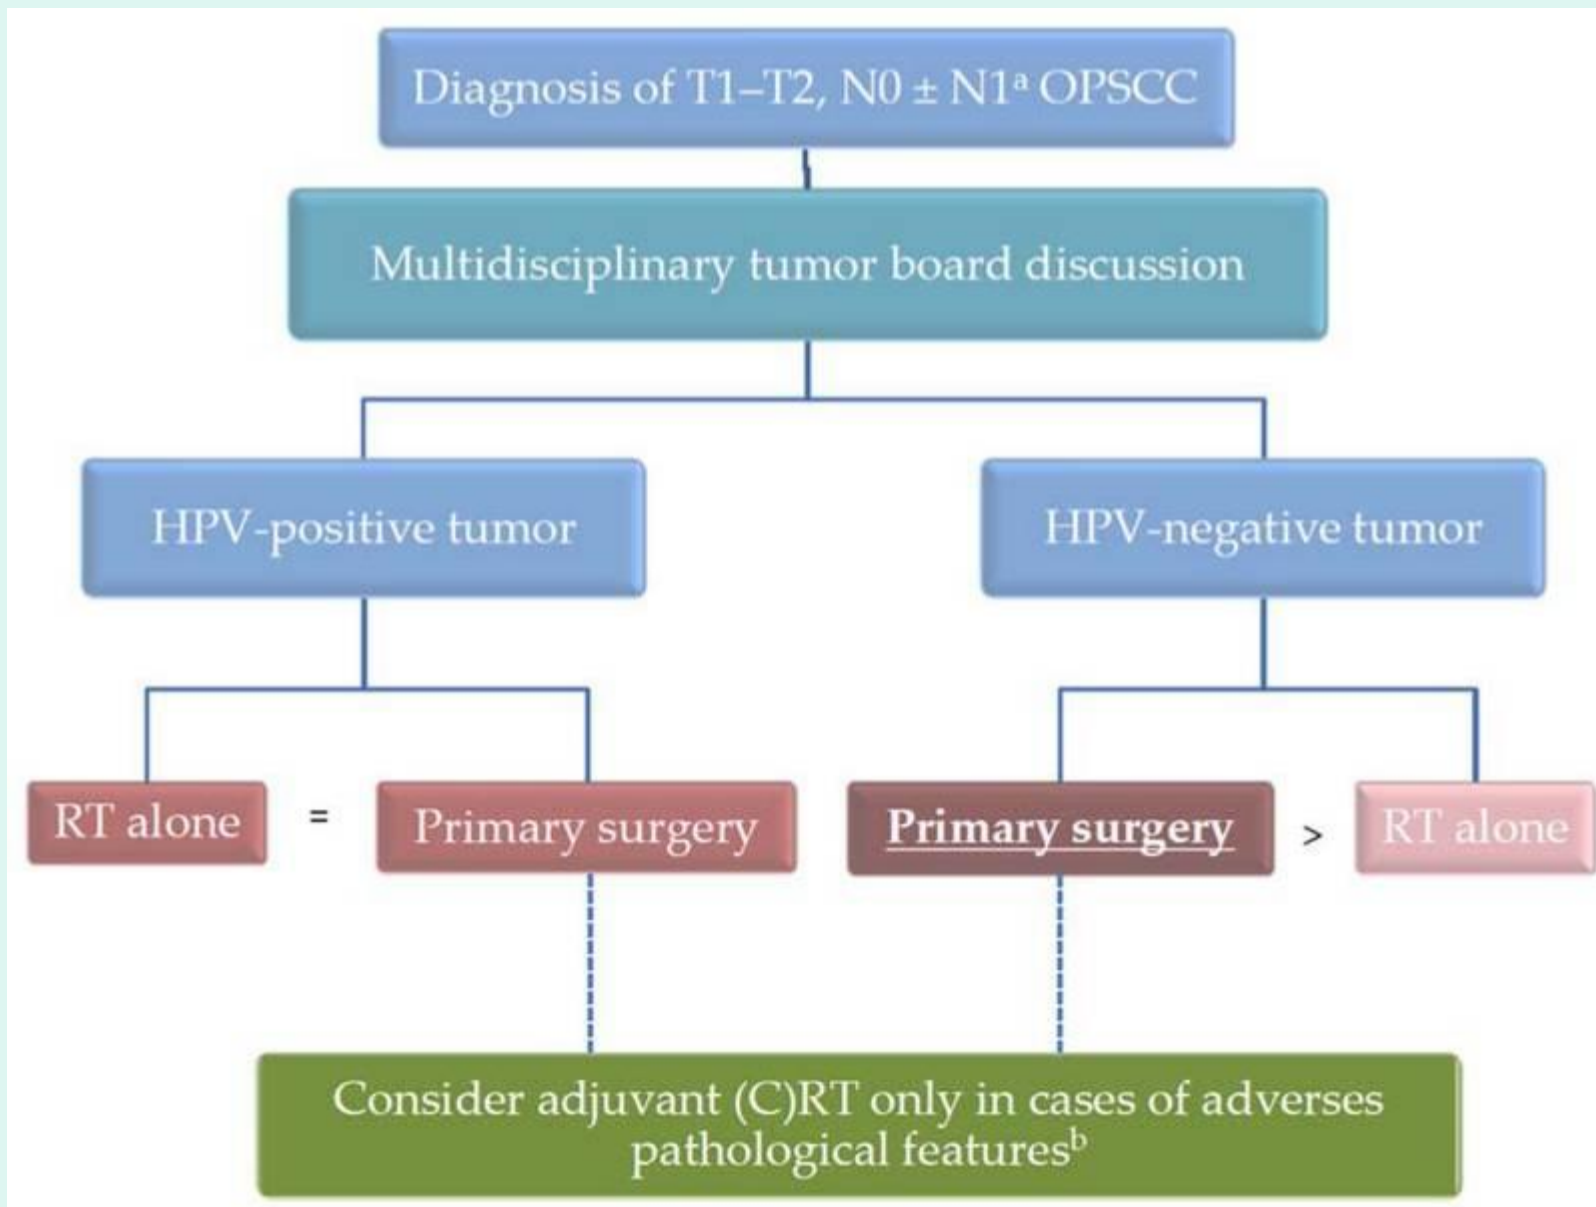 Diagnosis of T1–T2, N0 ± N1ᵃ OPSCC
Multidisciplinary tumor board discussion
HPV-positive tumor
HPV-negative tumor
RT alone
=
Primary surgery
Primary surgery
>
RT alone
Consider adjuvant (C)RT only in cases of adverses
pathological featuresᵇ